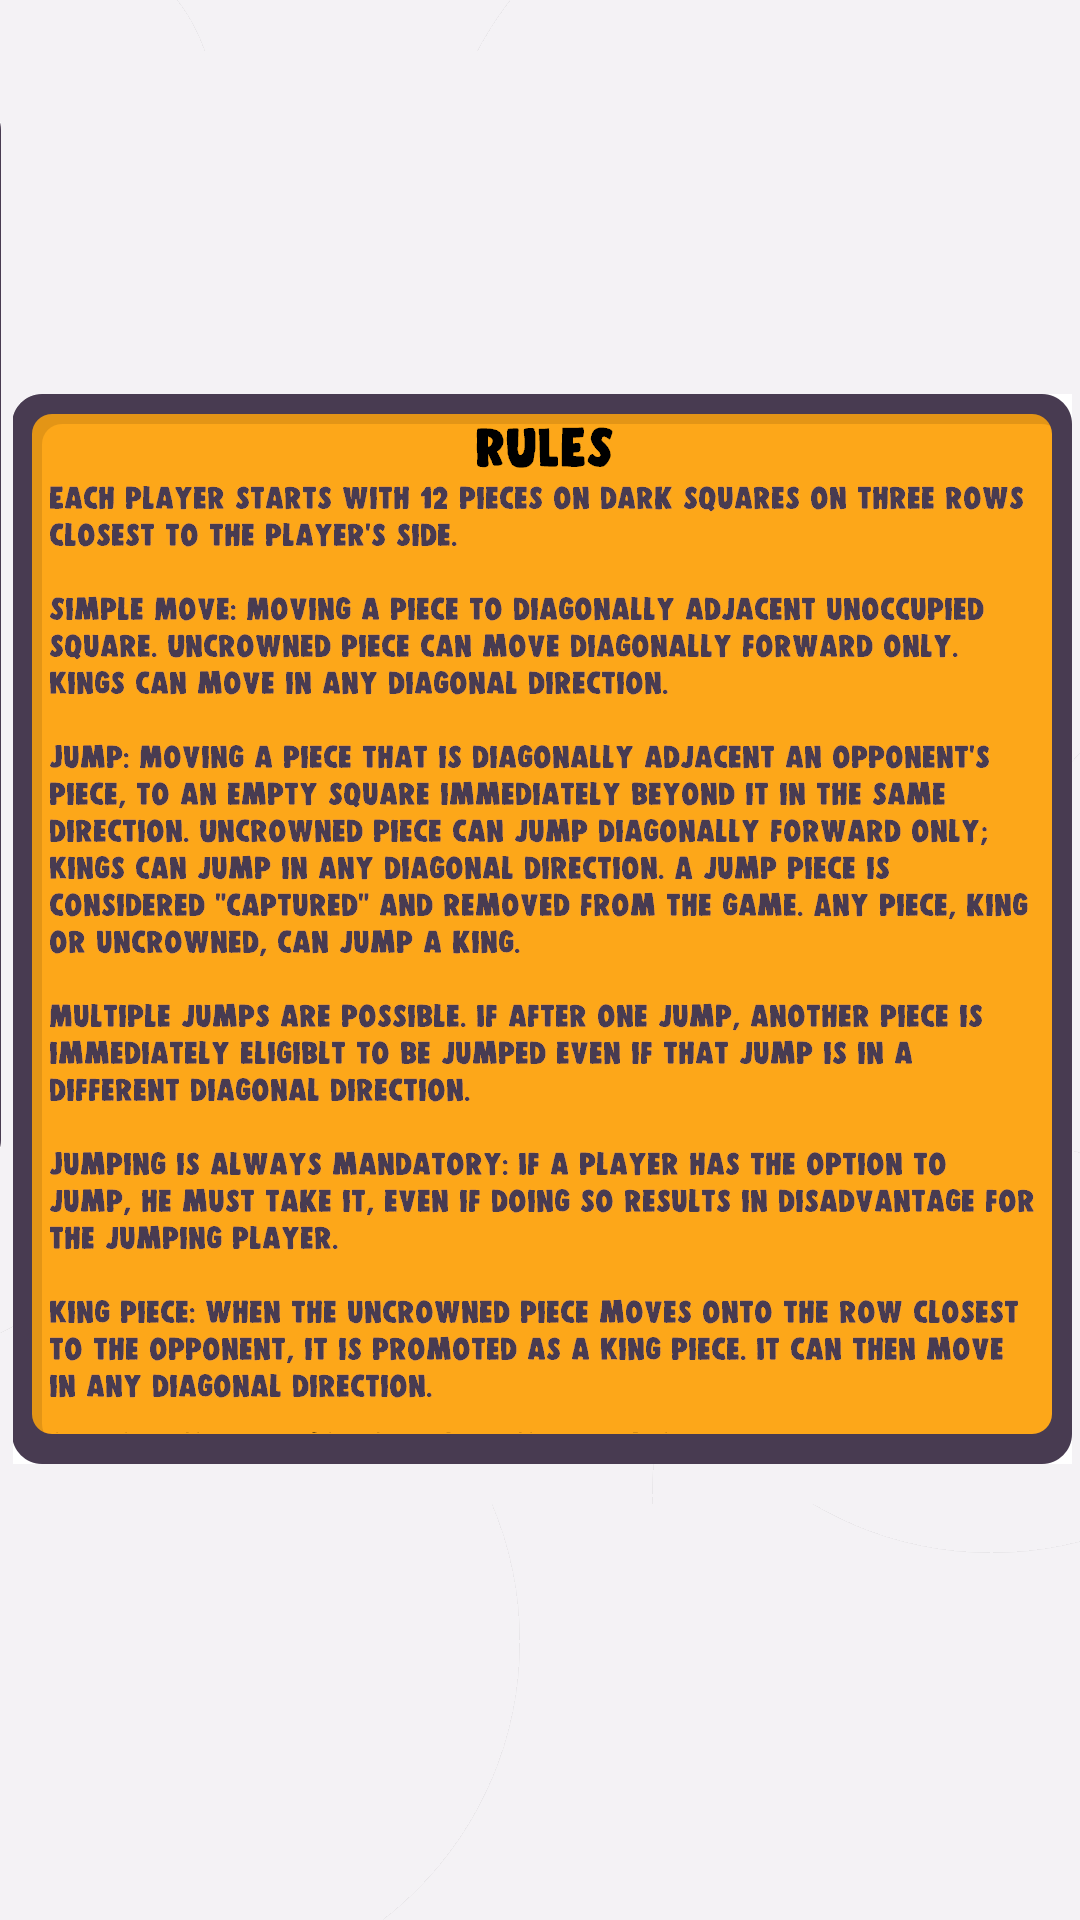 RULES
EACH PLAYER STARTS WITH 12 PIECES ON DARK SQUARES ON THREE ROWS
CLOSEST TO THE PLAYER'S SIDE.
SIMPLE MOVE: MOVING A PIECE TO DIAGONALLY ADJACENT UNOCCUPIED
SQUARE. UNCROWNED PIECE CAN MOVE DIAGONALLY FORWARD ONLY.
KINGS CAN MOVE IN ANY DIAGONAL DIRECTION.
JUMP: MOVING A PIECE THAT IS DIAGONALLY ADJACENT AN OPPONENT'S
PIECE, TO AN EMPTY SQUARE IMMEDIATELY BEYOND IT IN THE SAME
DIRECTION. UNCROWNED PIECE CAN JUMP DIAGONALLY FORWARD ONLY;
KINGS CAN JUMP IN ANY DIAGONAL DIRECTION. A JUMP PIECE IS
CONSIDERED "CAPTURED" AND REMOVED FROM THE GAME. ANY PIECE, KING
OR UNCROWNED, CAN JUMP A KING.
MULTIPLE JUMPS ARE POSSIBLE. IF AFTER ONE JUMP, ANOTHER PIECE IS
IMMEDIATELY ELIGIBLT TO BE JUMPED EVEN IF THAT JUMP IS IN A
DIFFERENT DIAGONAL DIRECTION.
JUMPING IS ALWAYS MANDATORY: IF A PLAYER HAS THE OPTION TO
JUMP, HE MUST TAKE IT, EVEN IF DOING SO RESULTS IN DISADVANTAGE FOR
THE JUMPING PLAYER.
KING PIECE: WHEN THE UNCROWNED PIECE MOVES ONTO THE ROW CLOSEST
TO THE OPPONENT, IT IS PROMOTED AS A KING PIECE. IT CAN THEN MOVE
IN ANY DIAGONAL DIRECTION.